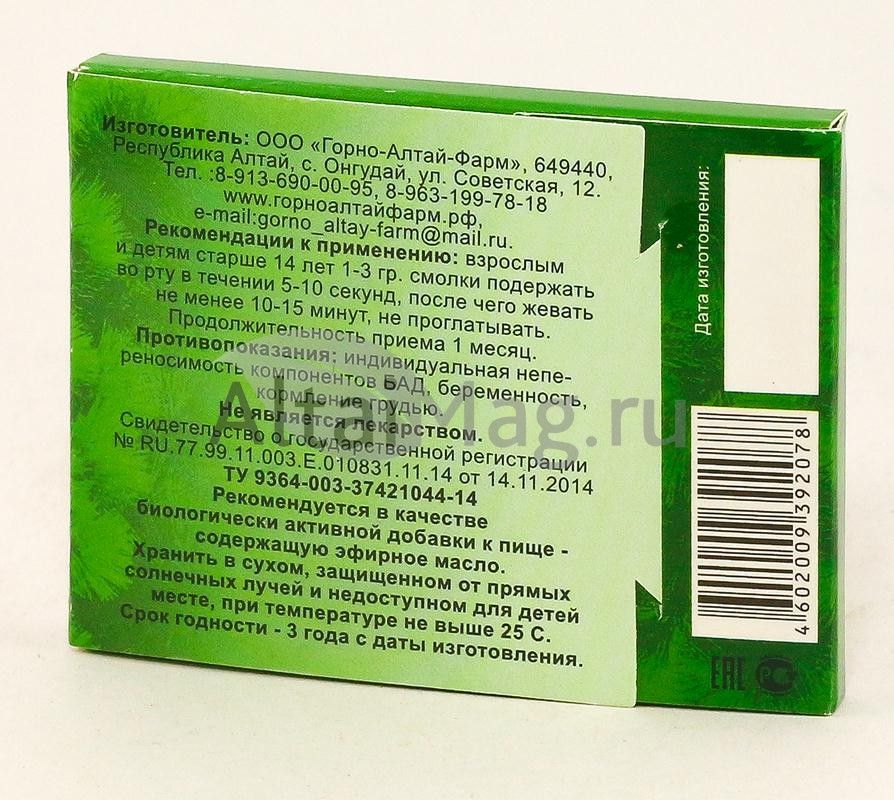 Изготовитель: ООО «Горно-Алтай-Фарм», 649440,
Республика Алтай, с. Онгудай, ул. Советская, 12.
Тел. :8-913-690-00-95, 8-963-199-78-18
www.горноалтайфарм.рф,
e-mail:gorno_altay-farm@mail.ru.
Рекомендации к применению: взрослым
и детям старше 14 лет 1-3 гр. смолки подержать
во рту в течении 5-10 секунд, после чего жевать
не менее 10-15 минут, не проглатывать.
Продолжительность приема 1 месяц.
Противопоказания: индивидуальная непе-
реносимость компонентов БАД, беременность,
кормление грудью.
Не является лекарством.
Свидетельство о государственной регистрации
№ RU.77.99.11.003.Е.010831.11.14 от 14.11.2014
ТУ 9364-003-37421044-14
Рекомендуется в качестве
биологически активной добавки к пище -
содержащую эфирное масло.
Хранить в сухом, защищенном от прямых
солнечных лучей и недоступном для детей
месте, при температуре не выше 25 С.
Срок годности - 3 года с даты изготовления.
Дата изготовления:
4 602009 392078
ЕАС РСТ
AltaiMag.ru